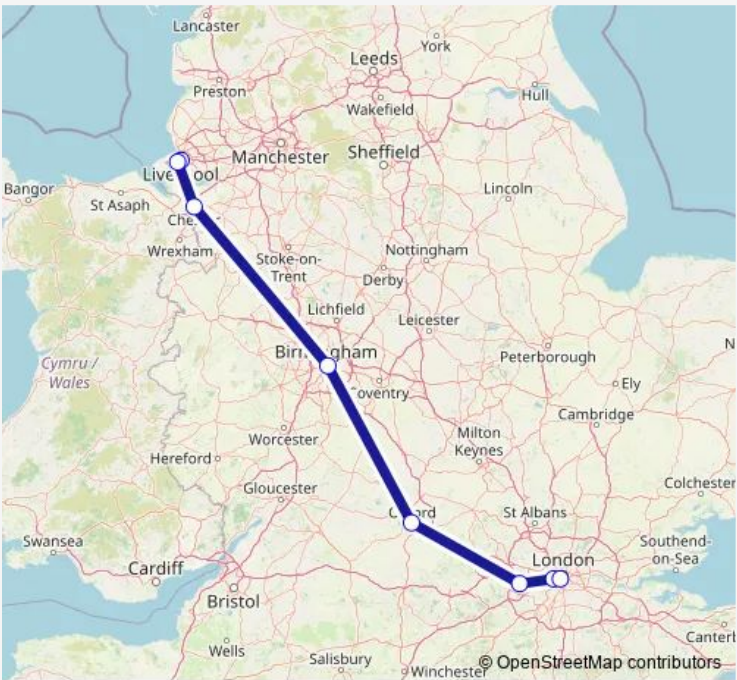 Lancaster
York
Leeds
Preston
Wakefield
Hull
Manchester
Sheffield
Bangor
St Asaph
Lincoln
Wrexham
Stoke-on-
Trent
Nottingham
Derby
Lichfield
Leicester
Cymru /
Wales
Peterborough
Ely
Cambridge
Worcester
Milton
Keynes
Hereford
Gloucester
Colchester
St Albans
Swansea
Cardiff
London
Southend-
on-Sea
Bristol
Wells
Salisbury
Winchester
© OpenStreetMap contributors